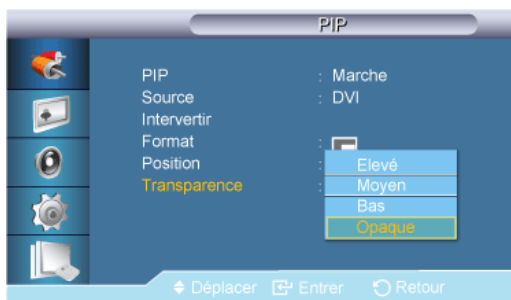 PIP
PIP : Marche
Source : DVI
Intervertir
Format :
Position :
Transparence :
Elevé
Moyen
Bas
Opaque
Déplacer Entrer Retour